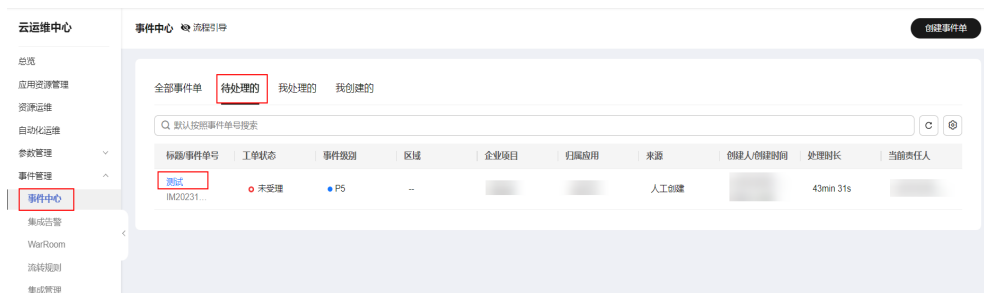 云运维中心
事件中心 流程引导
创建事件单
总览
应用资源管理
资源运维
自动化运维
参数管理
事件管理
事件中心
集成告警
WarRoom
流转规则
集成管理
全部事件单 待处理的 我处理的 我创建的
默认按照事件单号搜索
标题/事件单号 工单状态 事件级别 区域 企业项目 归属应用 来源 创建人/创建时间 处理时长 当前责任人
测试 未受理 P5 -- 人工创建 43min 31s
IM20231...